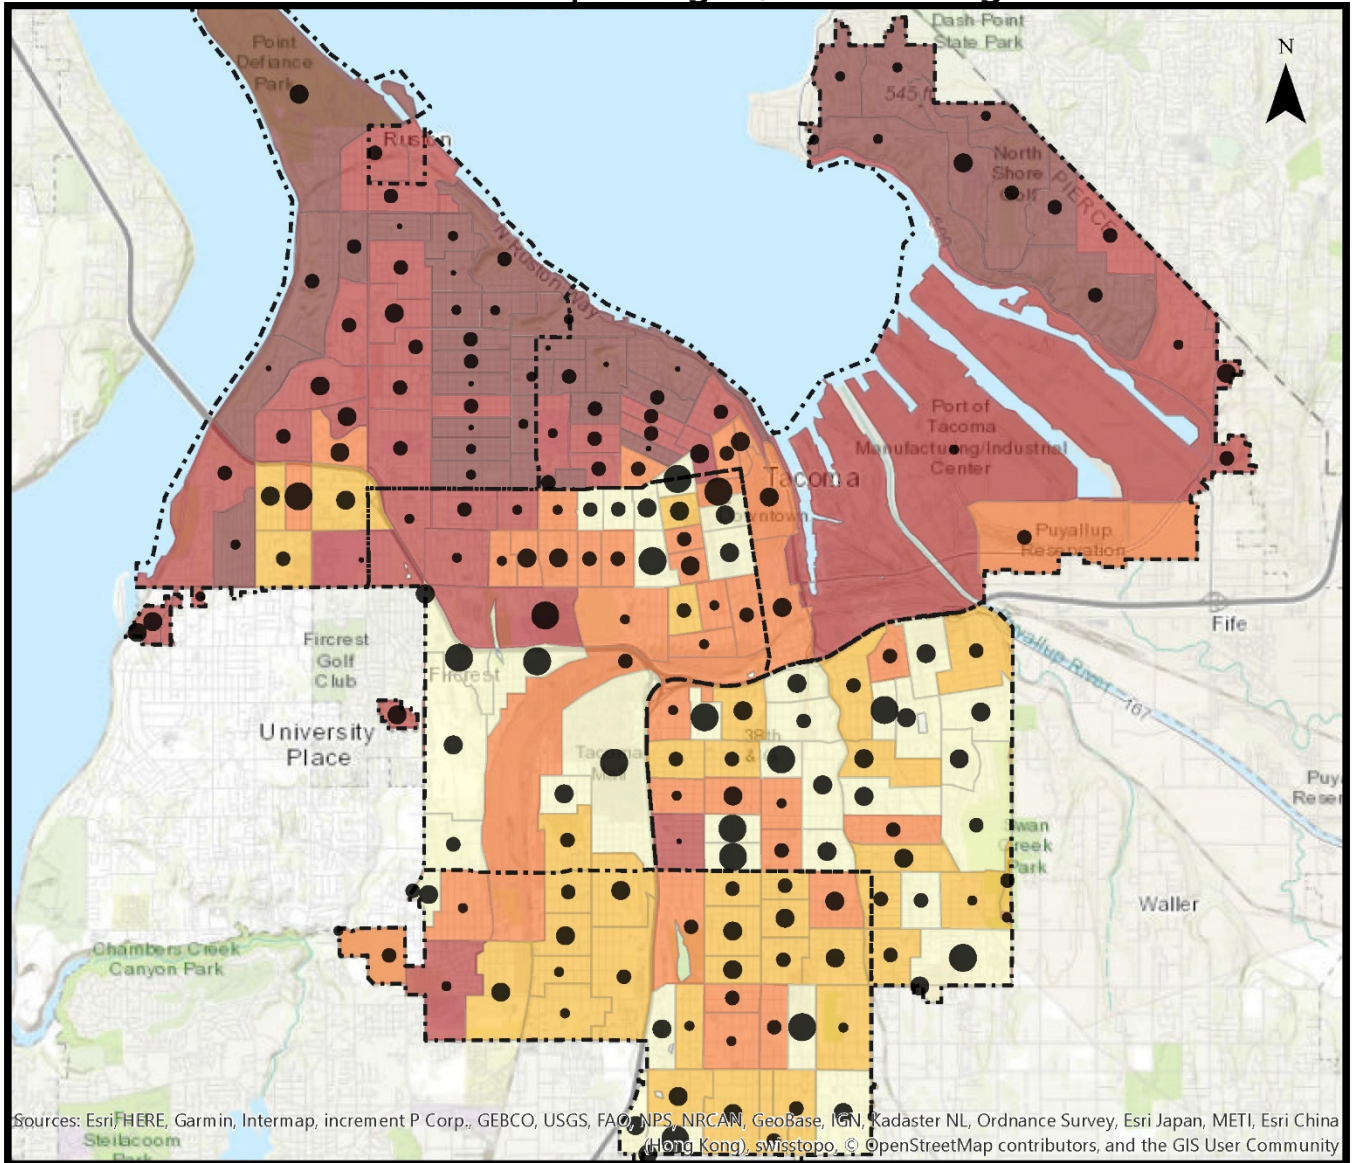 Dash Point
State Park
Point
Defiance
Park
N
545 ft
Ruston
North
Shore
Golf
PIERCE
N Ruston Way
Port of
Tacoma
Manufacturing/Industrial
Center
Tacoma
Downtown
Puyallup
Reservation
Fife
Fircrest
Golf
Club
Fircrest
Puyallup River
167
University
Place
38th
&
Tacoma
Mall
Swan
Creek
Park
Waller
Chambers Creek
Canyon Park
Sources: Esri, HERE, Garmin, Intermap, increment P Corp., GEBCO, USGS, FAO, NPS, NRCAN, GeoBase, IGN, Kadaster NL, Ordnance Survey, Esri Japan, METI, Esri China
(Hong Kong), swisstopo, © OpenStreetMap contributors, and the GIS User Community
Steilacoom